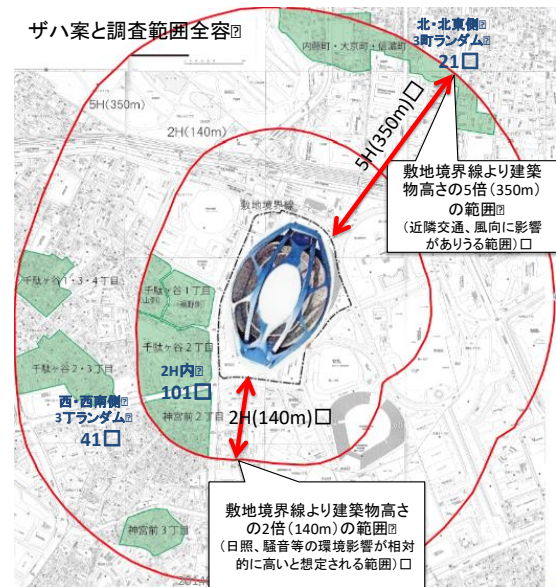 ザハ案と調査範囲全容
北・北東側
3町ランダム
21□
内藤町・大京町・信濃町
5H(350m)
2H(140m)
5H(350m)□
敷地境界線より建築
物高さの5倍(350m)
の範囲
(近隣交通、風向に影響
がありうる範囲)□
敷地境界線
千駄ヶ谷1・3・4丁目
千駄ヶ谷1丁目
千駄ヶ谷2丁目
千駄ヶ谷2・3丁目
2H内
101□
西・西南側
3丁ランダム
41□
神宮前2丁目
2H(140m)□
敷地境界線より建築物高さ
の2倍(140m)の範囲
(日照、騒音等の環境影響が相対
的に高いと想定される範囲)□
神宮前3丁目